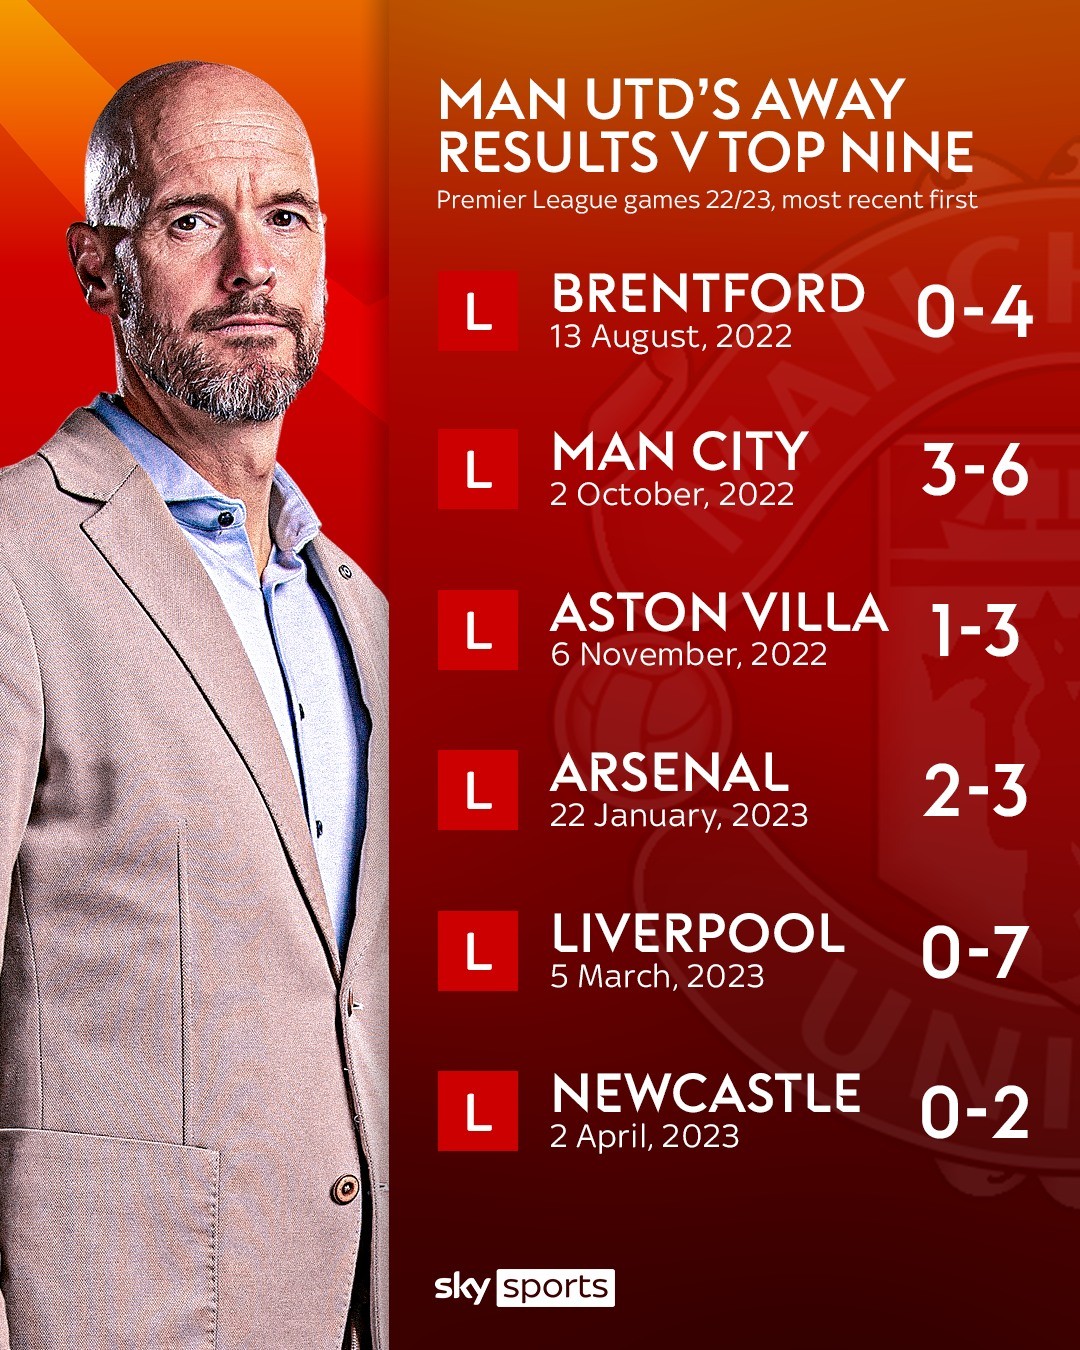 MAN UTD'S AWAY
RESULTS V TOP NINE
Premier League games 22/23, most recent first
L BRENTFORD 0-4
13 August, 2022
L MAN CITY 3-6
2 October, 2022
L ASTON VILLA 1-3
6 November, 2022
L ARSENAL 2-3
22 January, 2023
L LIVERPOOL 0-7
5 March, 2023
L NEWCASTLE 0-2
2 April, 2023
sky sports
MANCH
UNI